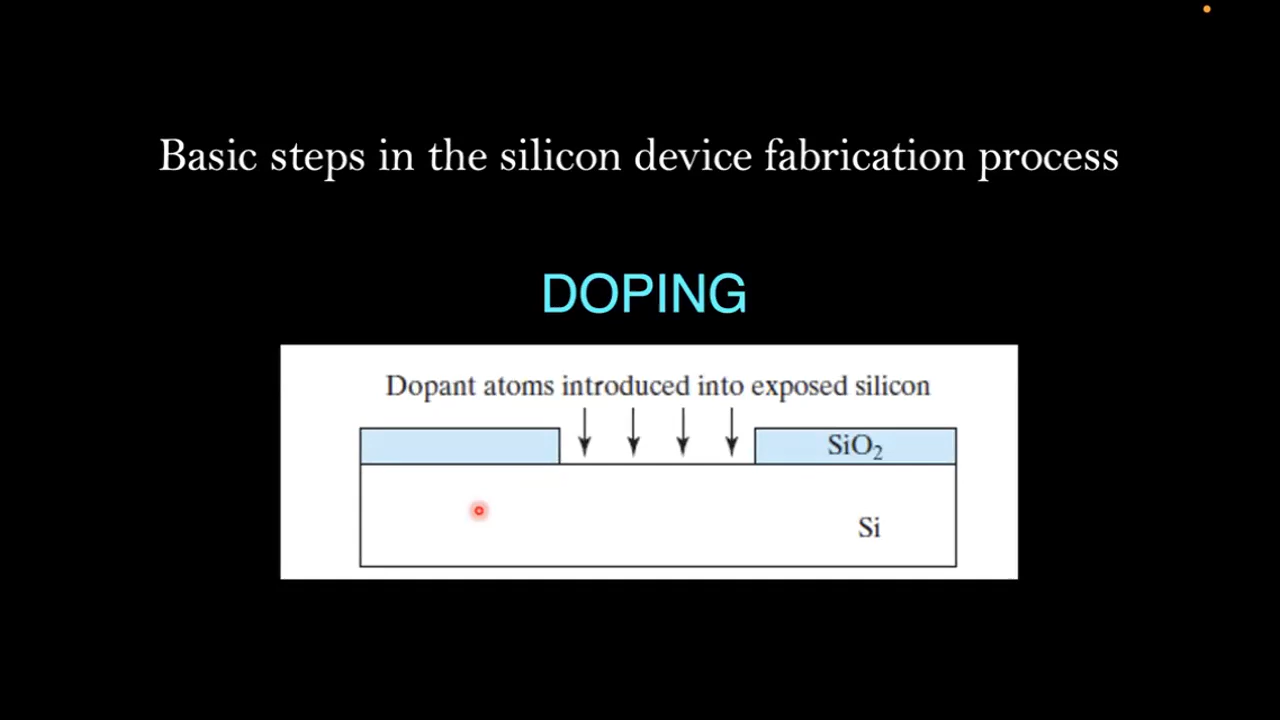 Basic steps in the silicon device fabrication process
DOPING
Dopant atoms introduced into exposed silicon
SiO₂
Si